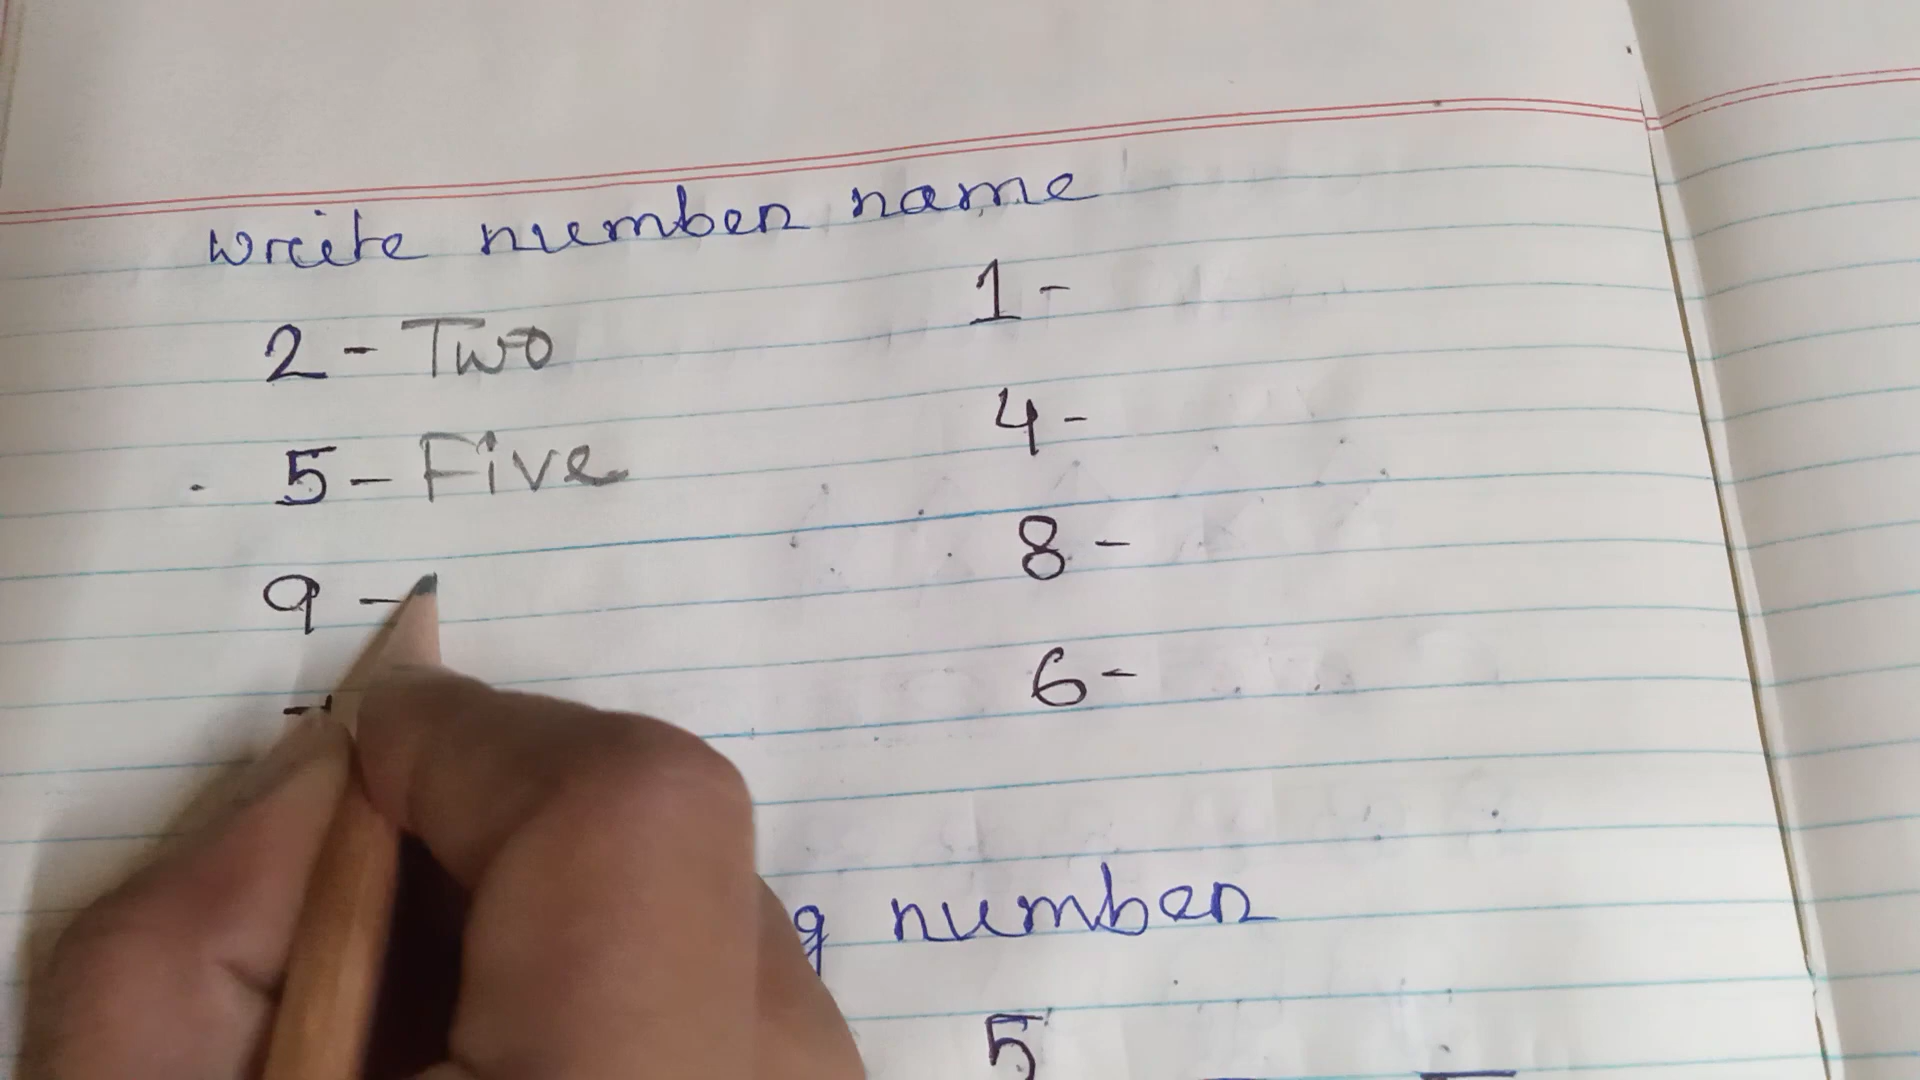 Write number name
2 - Two
1 -
5 - Five
4 -
9 -
8 -
6 -
number
5